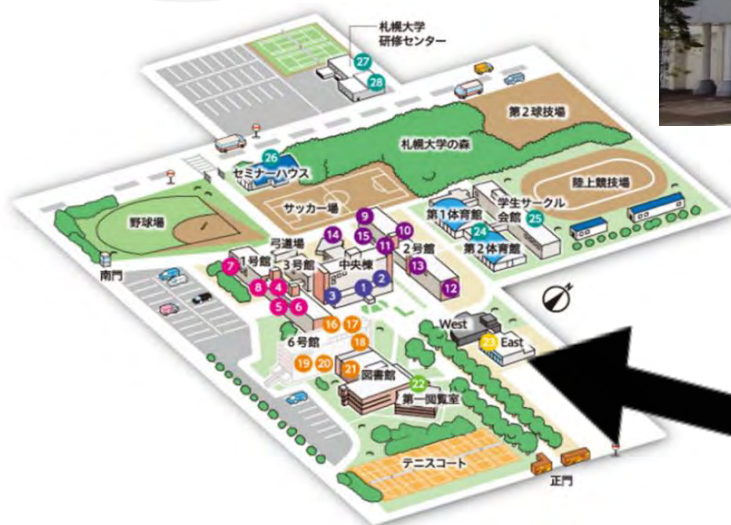 札幌大学
研修センター
27
28
第2球技場
札幌大学の森
26
セミナーハウス
陸上競技場
サッカー場
学生サークル
会館
25
第1体育館
24
第2体育館
野球場
9
10
15
11
14
弓道場
中央棟
2号館
13
12
南門
7
1号館
3号館
8
4
5
6
3
1
2
West
23
East
16
17
18
6号館
19
20
21
図書館
22
第一閲覧室
テニスコート
正門